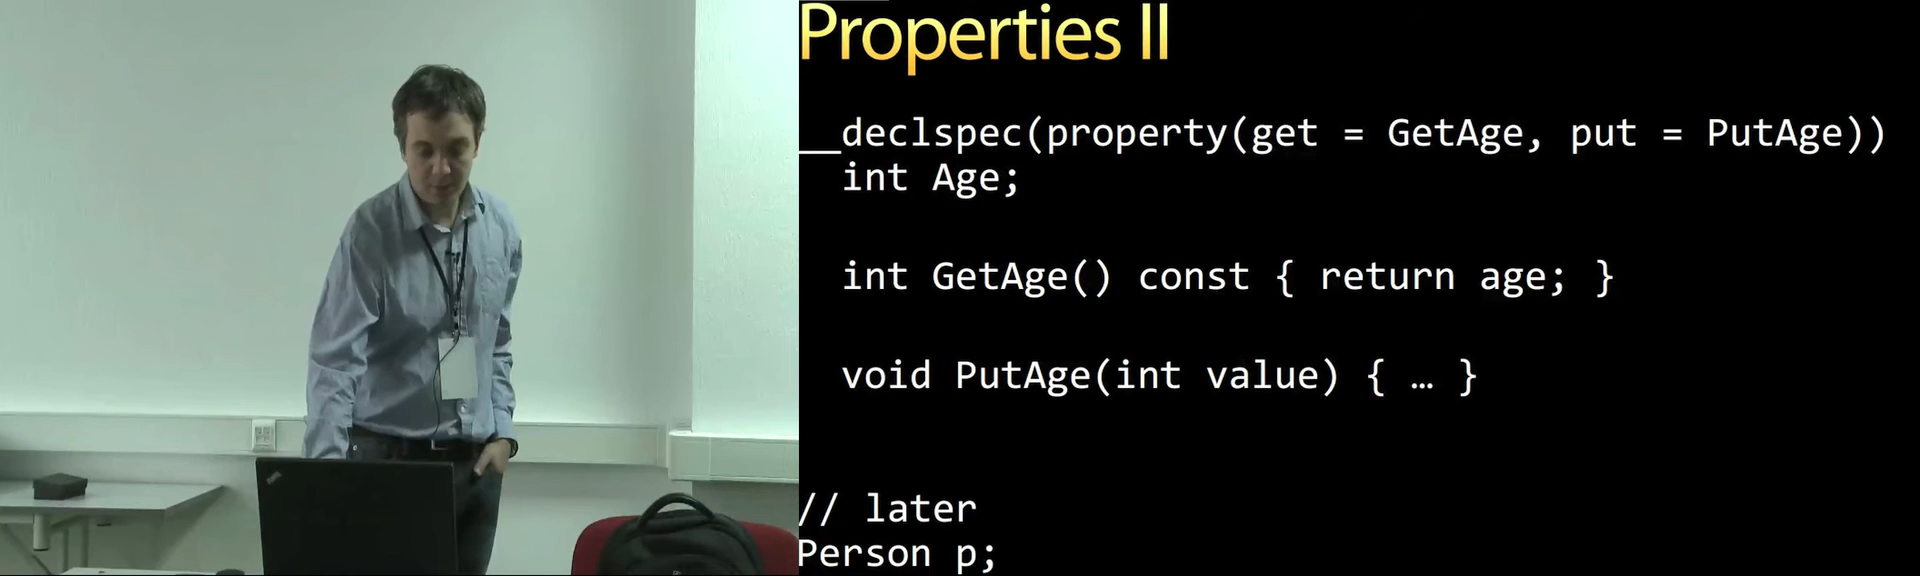 Properties II
__declspec(property(get = GetAge, put = PutAge))
int Age;
int GetAge() const { return age; }
void PutAge(int value) { … }
// later
Person p;